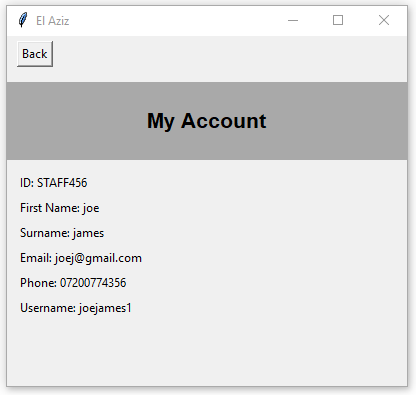 El Aziz
Back
My Account
ID: STAFF456
First Name: joe
Surname: james
Email: joej@gmail.com
Phone: 07200774356
Username: joejames1